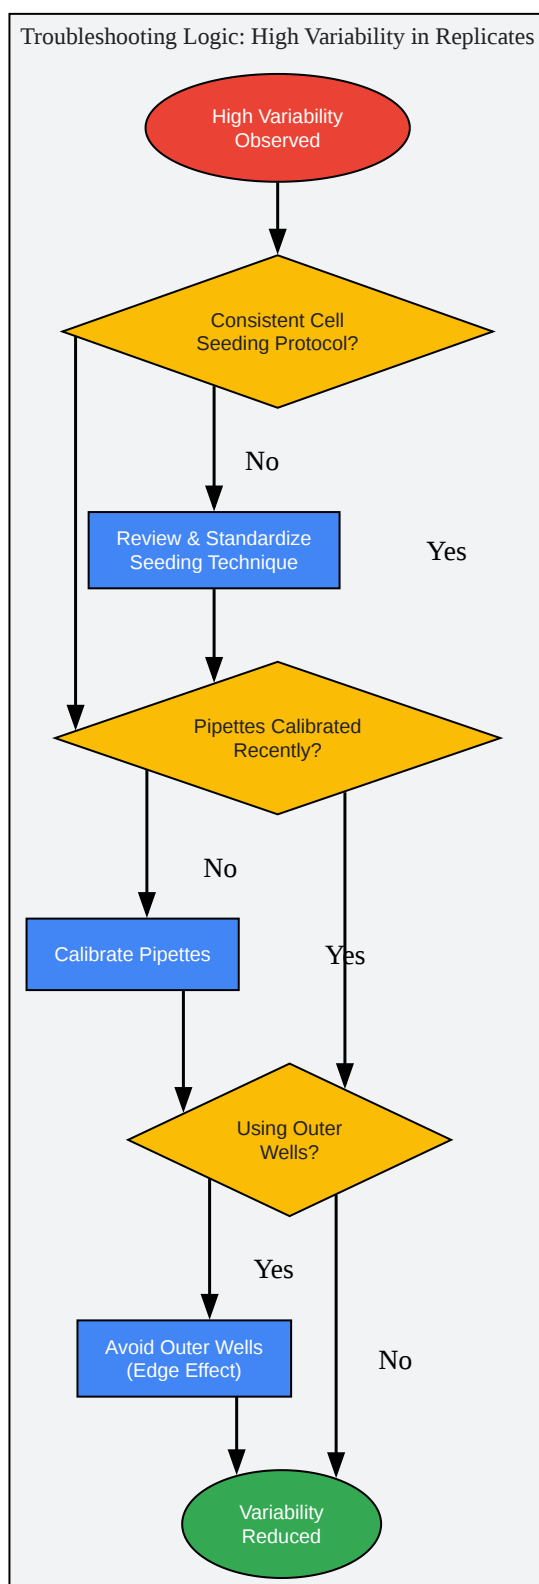 Troubleshooting Logic: High Variability in Replicates
High Variability
Observed
Consistent Cell
Seeding Protocol?
No
Review & Standardize
Seeding Technique
Yes
Pipettes Calibrated
Recently?
No
Calibrate Pipettes
Yes
Using Outer
Wells?
Yes
Avoid Outer Wells
(Edge Effect)
No
Variability
Reduced